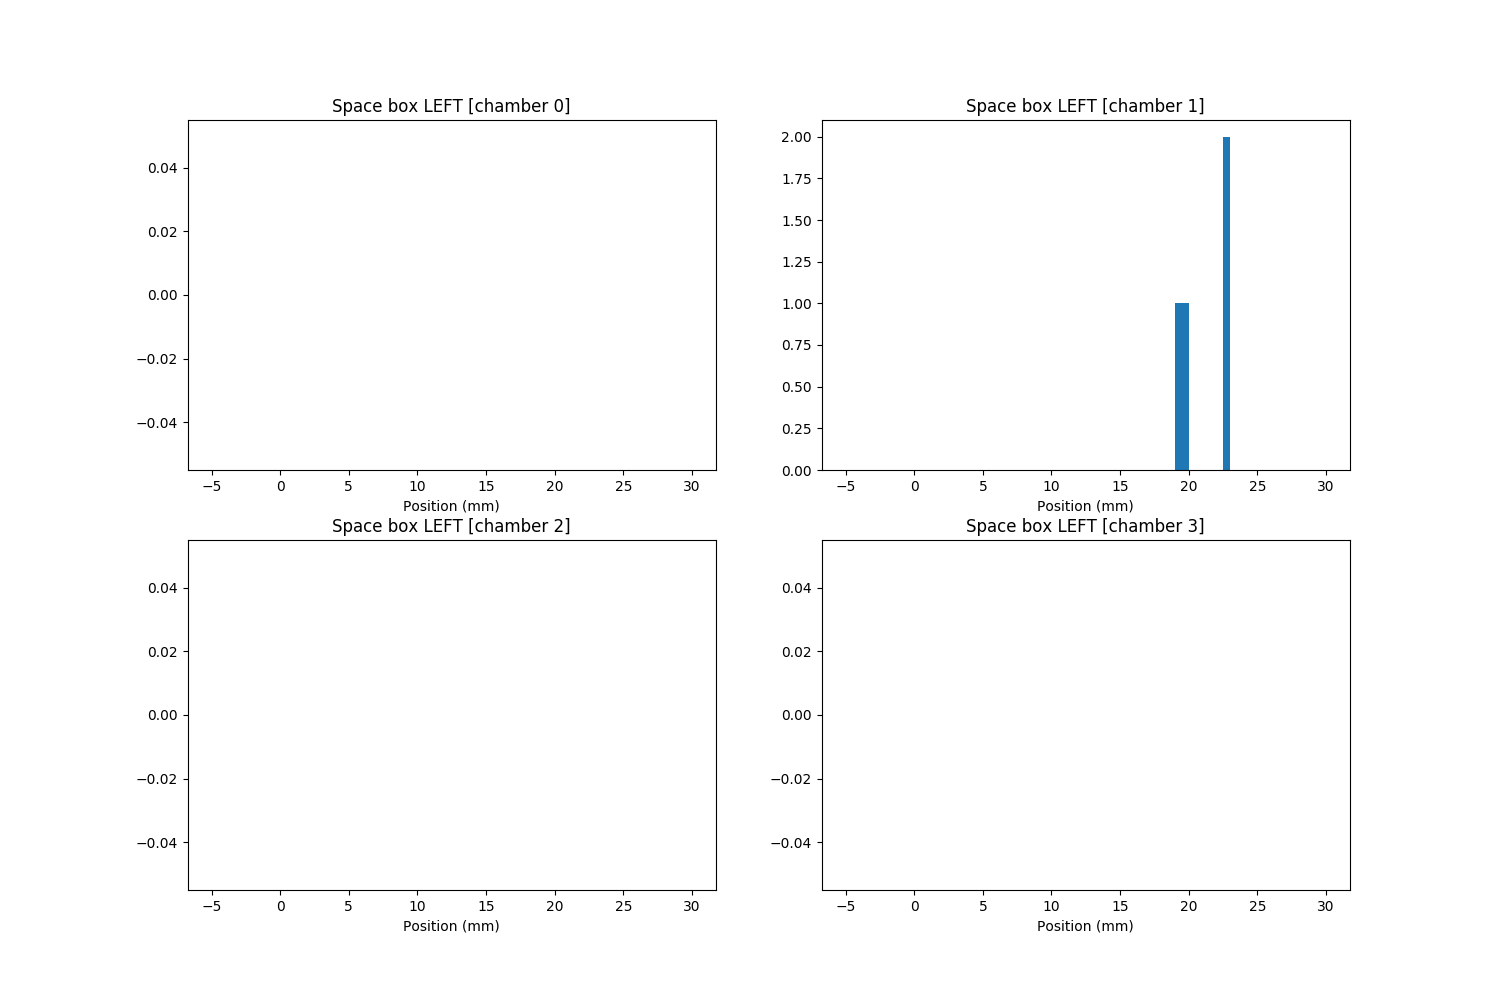 Space box LEFT [chamber 0]
0.04
0.02
0.00
−0.02
−0.04
−5 0 5 10 15 20 25 30
Position (mm)
Space box LEFT [chamber 1]
2.00
1.75
1.50
1.25
1.00
0.75
0.50
0.25
0.00
−5 0 5 10 15 20 25 30
Position (mm)
Space box LEFT [chamber 2]
0.04
0.02
0.00
−0.02
−0.04
−5 0 5 10 15 20 25 30
Position (mm)
Space box LEFT [chamber 3]
0.04
0.02
0.00
−0.02
−0.04
−5 0 5 10 15 20 25 30
Position (mm)